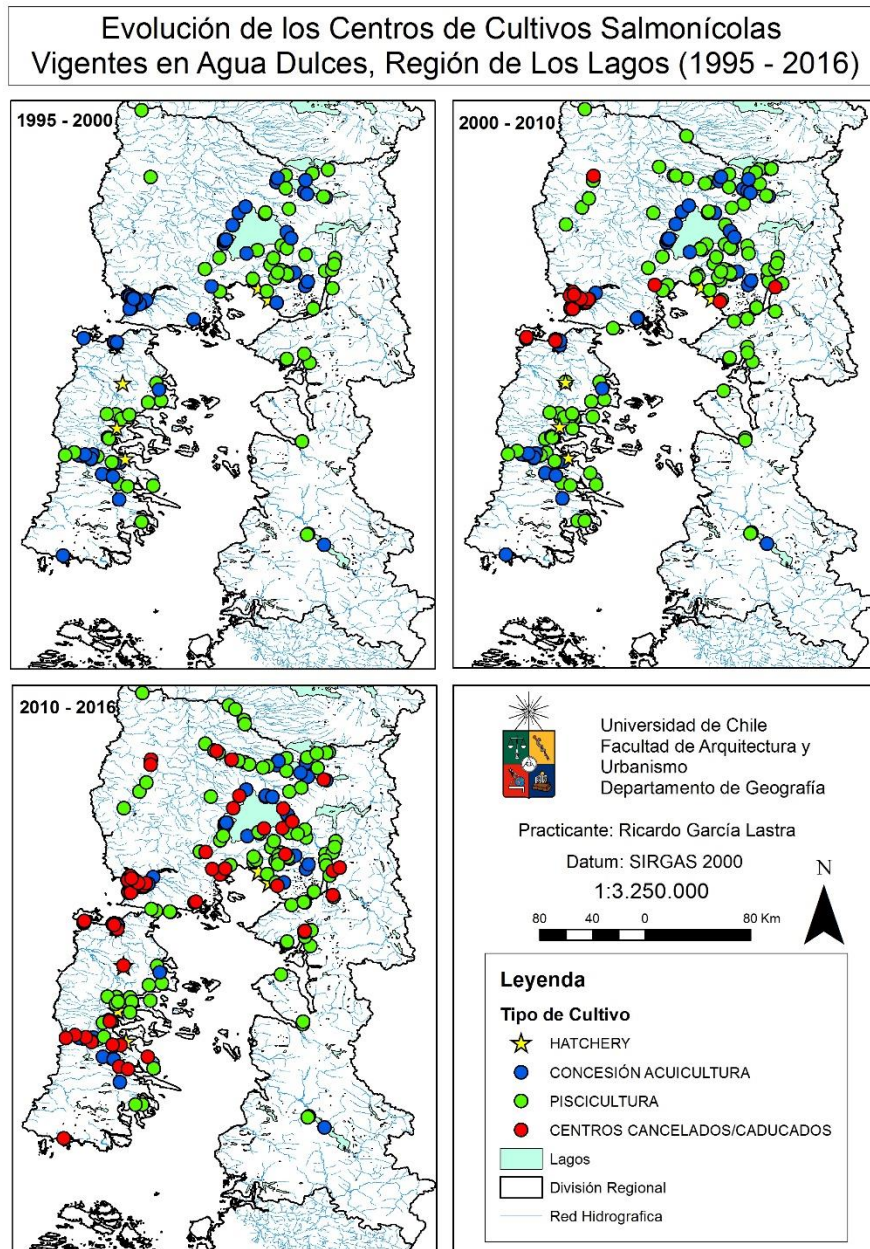 Evolución de los Centros de Cultivos Salmonícolas
Vigentes en Agua Dulces, Región de Los Lagos (1995 - 2016)
1995 - 2000
2000 - 2010
2010 - 2016
Universidad de Chile
Facultad de Arquitectura y
Urbanismo
Departamento de Geografía
Practicante: Ricardo García Lastra
Datum: SIRGAS 2000
1:3.250.000
N
80 40 0 80 Km
Leyenda
Tipo de Cultivo
HATCHERY
CONCESIÓN ACUICULTURA
PISCICULTURA
CENTROS CANCELADOS/CADUCADOS
Lagos
División Regional
Red Hidrografica